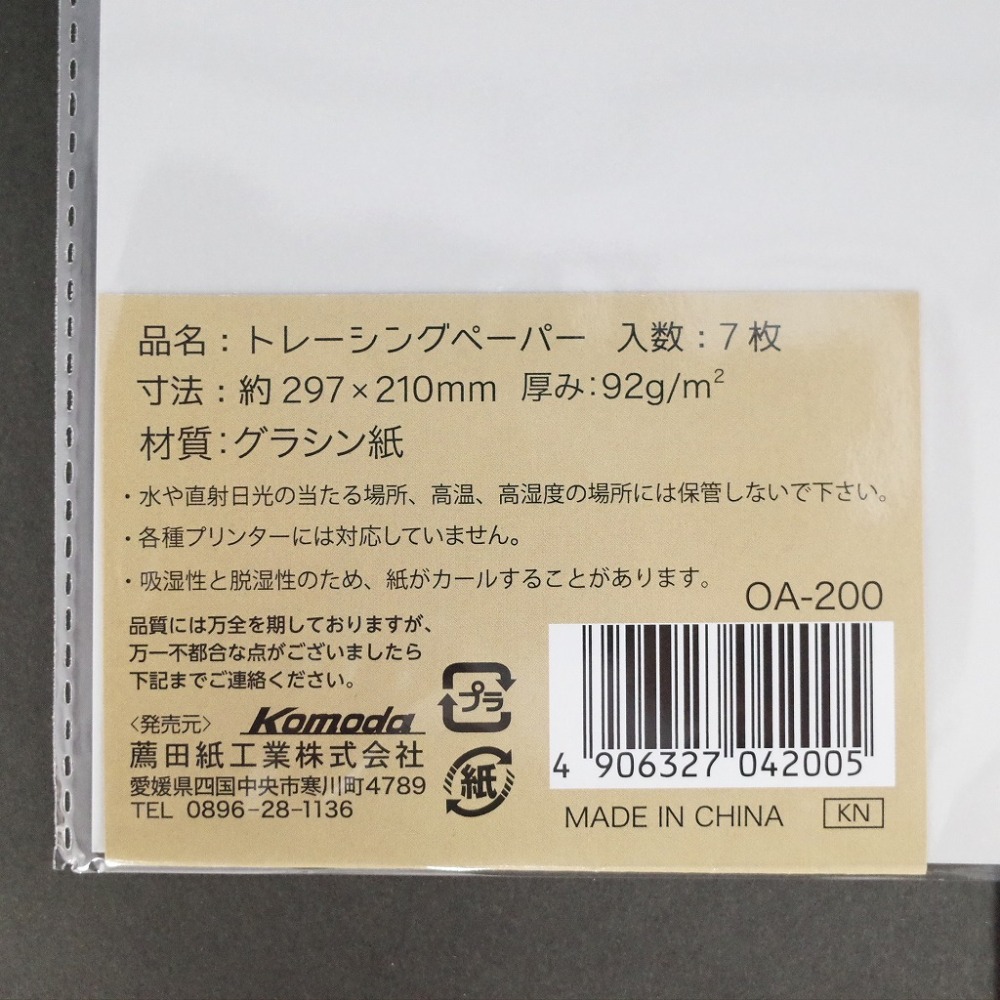 品名：トレーシングペーパー　入数：7枚
寸法：約297×210mm　厚み：92g/m²
材質：グラシン紙
・水や直射日光の当たる場所、高温、高湿度の場所には保管しないで下さい。
・各種プリンターには対応していません。
・吸湿性と脱湿性のため、紙がカールすることがあります。
OA-200
品質には万全を期しておりますが、
万一不都合な点がございましたら
下記までご連絡ください。
〈発売元〉 Komoda
薦田紙工業株式会社
愛媛県四国中央市寒川町4789
TEL 0896-28-1136
プラ
紙
4 906327 042005
MADE IN CHINA KN